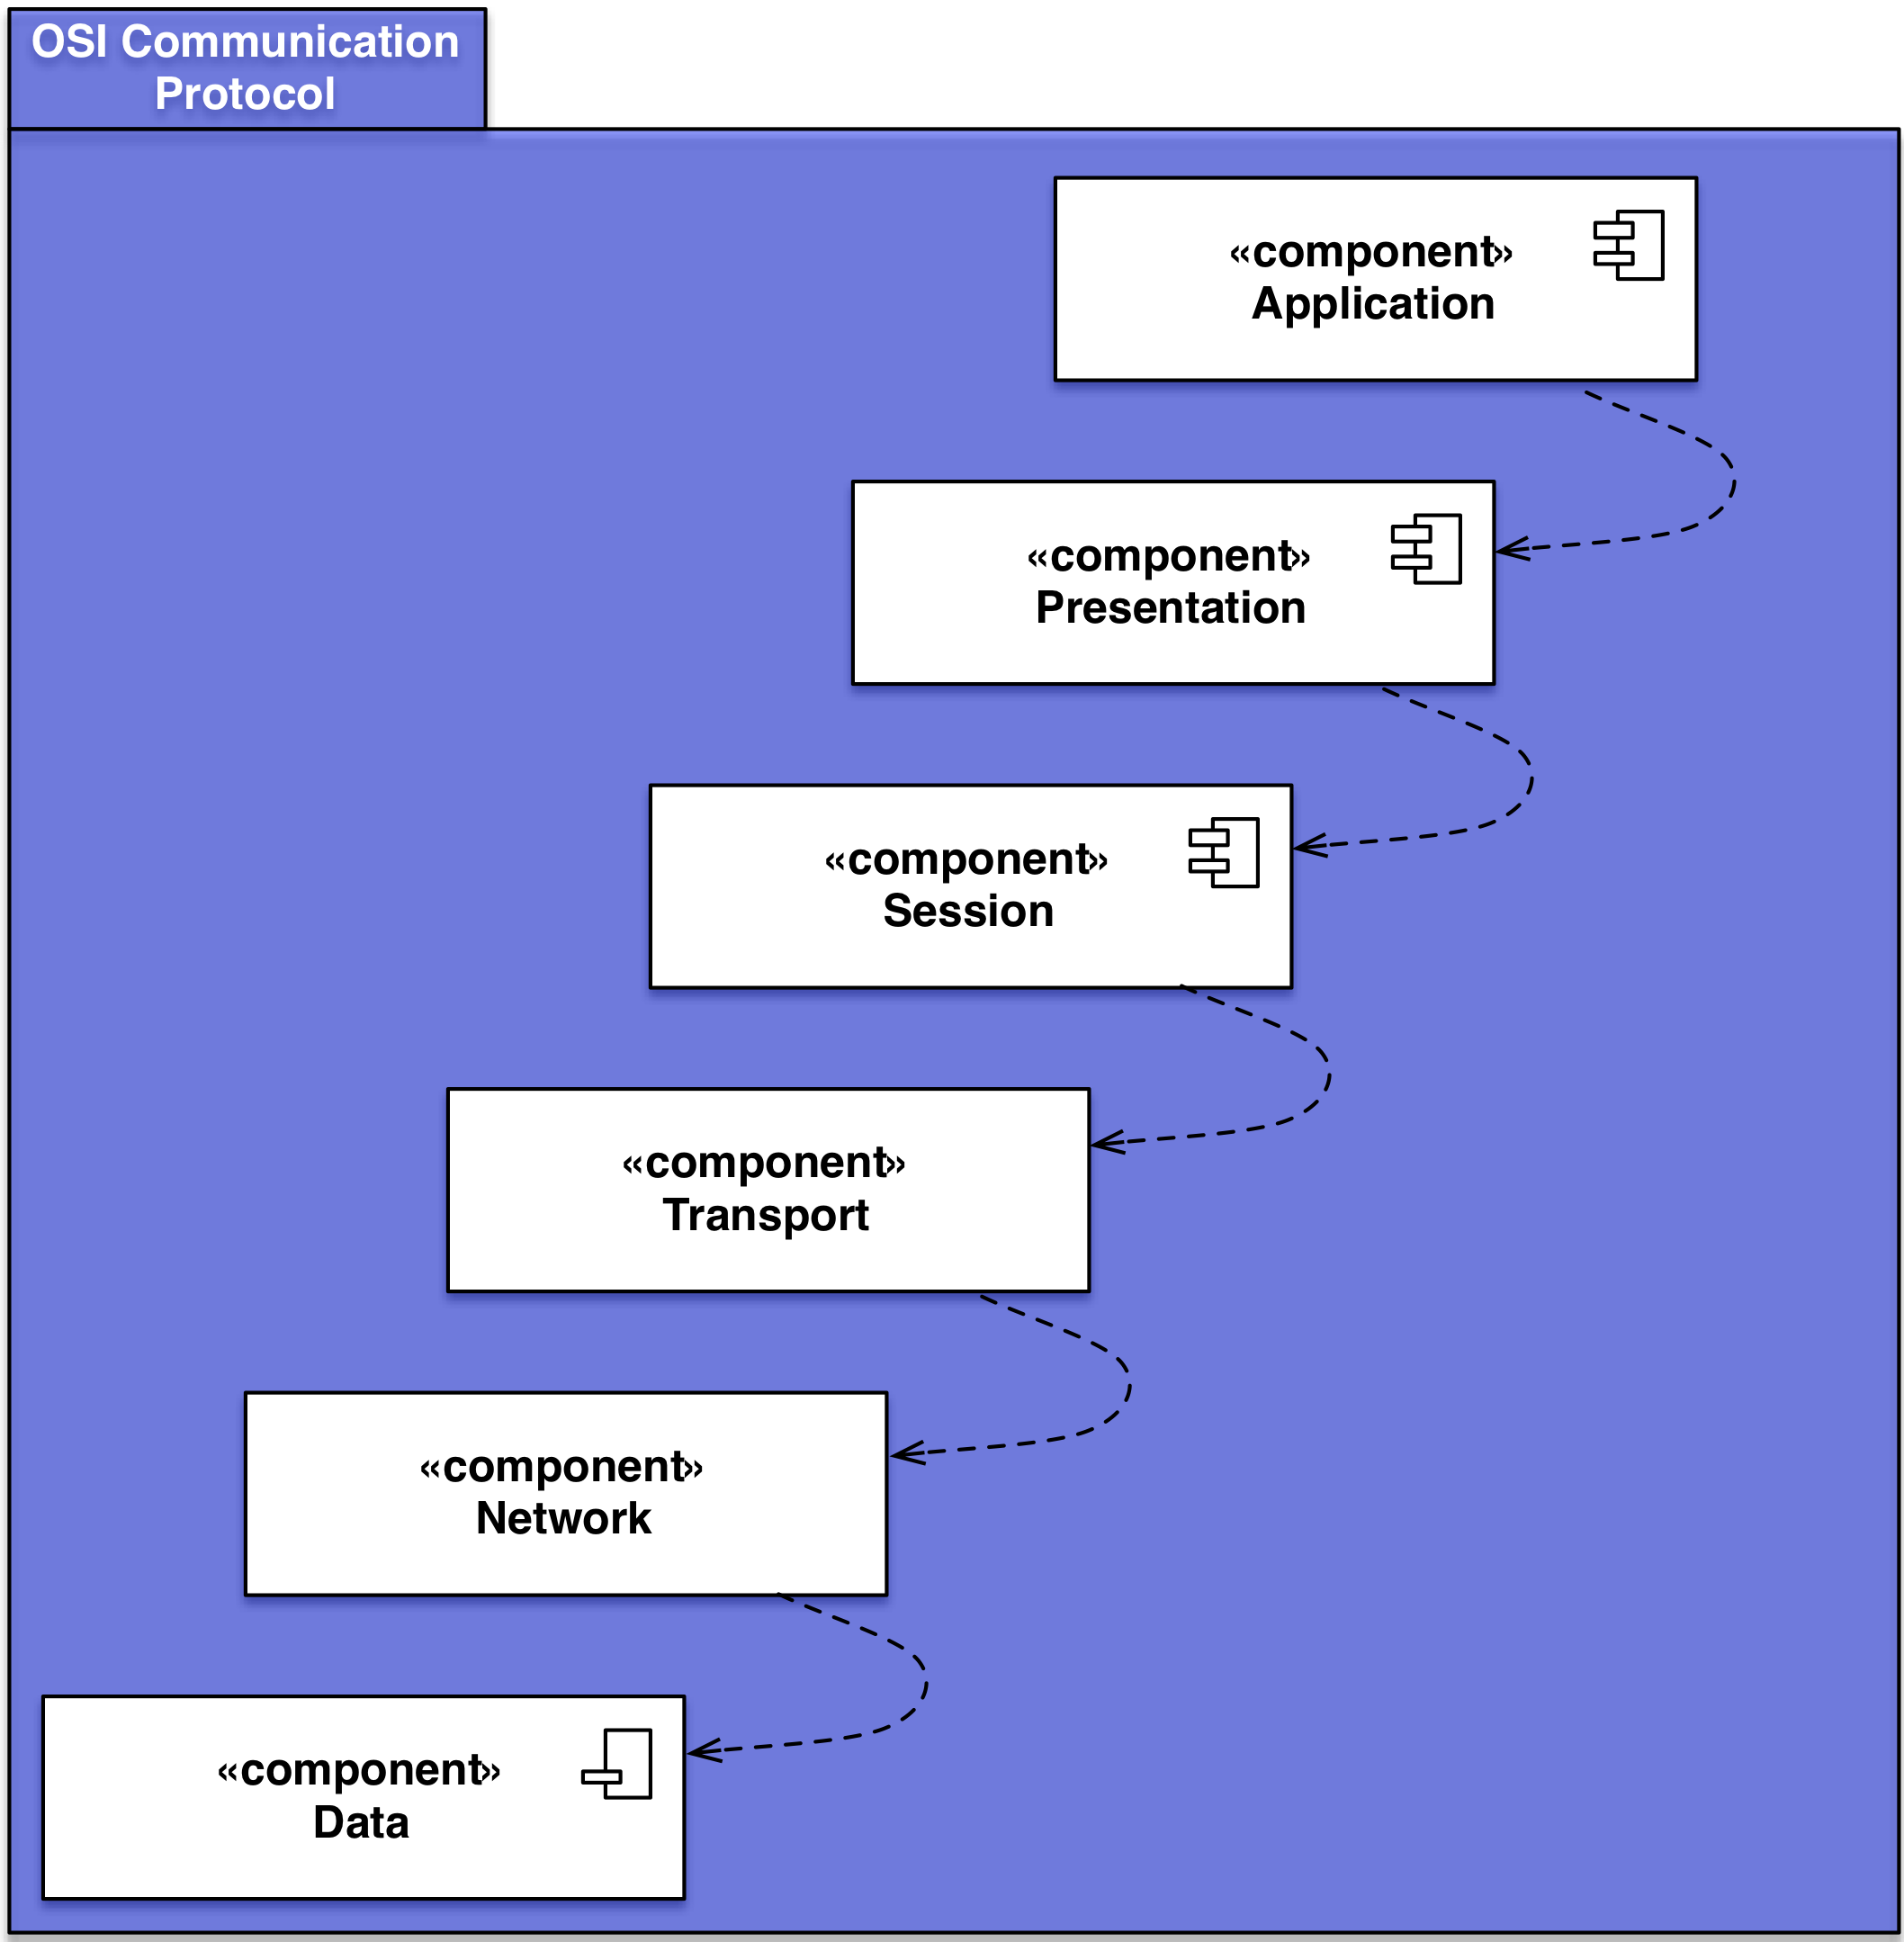 OSI Communication
Protocol
«component»
Application
«component»
Presentation
«component»
Session
«component»
Transport
«component»
Network
«component»
Data